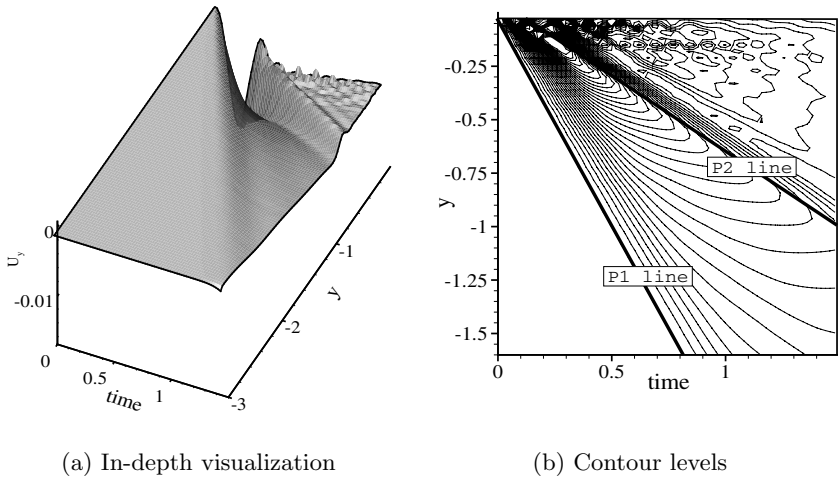 0
U_y
-0.01
0
0.5
time
1
-3
-2
y
-1
-0.25
-0.5
-0.75
y
-1
-1.25
-1.5
P2 line
P1 line
0
0.5
time
1
(a) In-depth visualization
(b) Contour levels